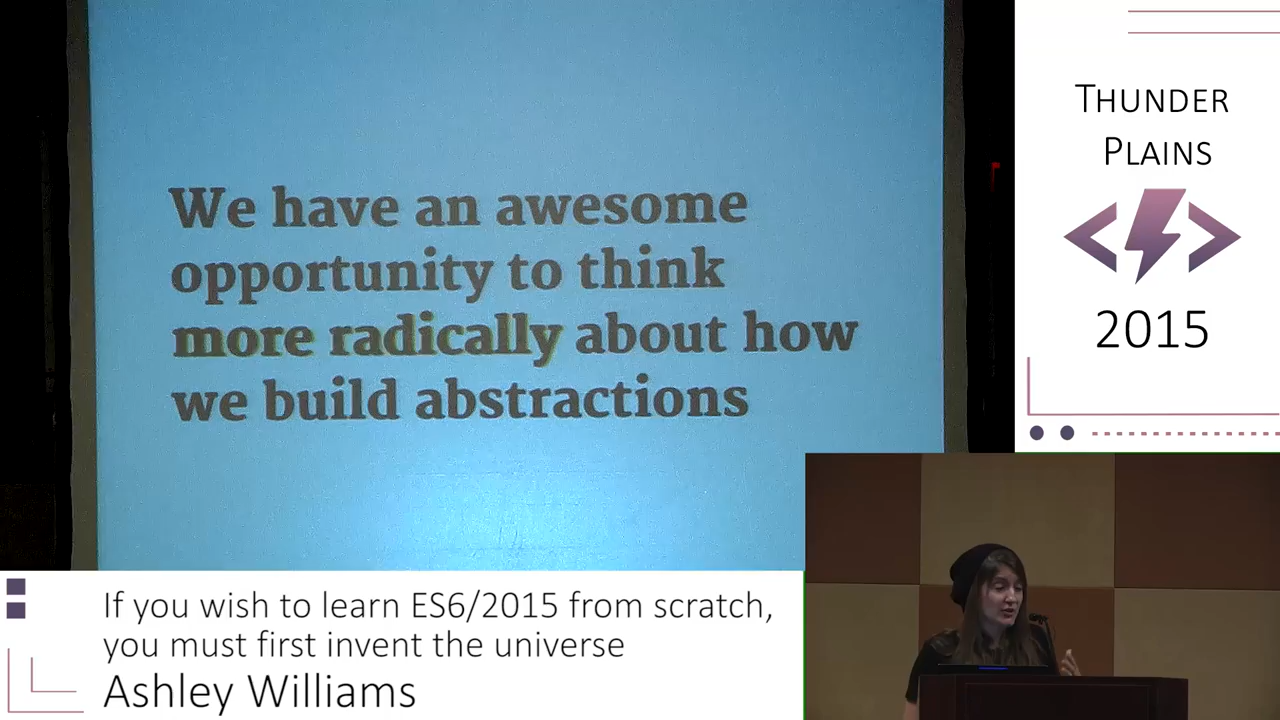 We have an awesome
opportunity to think
more radically about how
we build abstractions
THUNDER
PLAINS
2015
If you wish to learn ES6/2015 from scratch,
you must first invent the universe
Ashley Williams